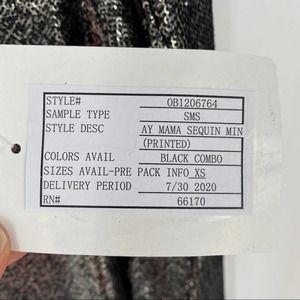 STYLE# OB1206764
SAMPLE TYPE SMS
STYLE DESC AY MAMA SEQUIN MIN
(PRINTED)
COLORS AVAIL BLACK COMBO
SIZES AVAIL-PRE PACK INFO XS
DELIVERY PERIOD 7/30 2020
RN# 66170